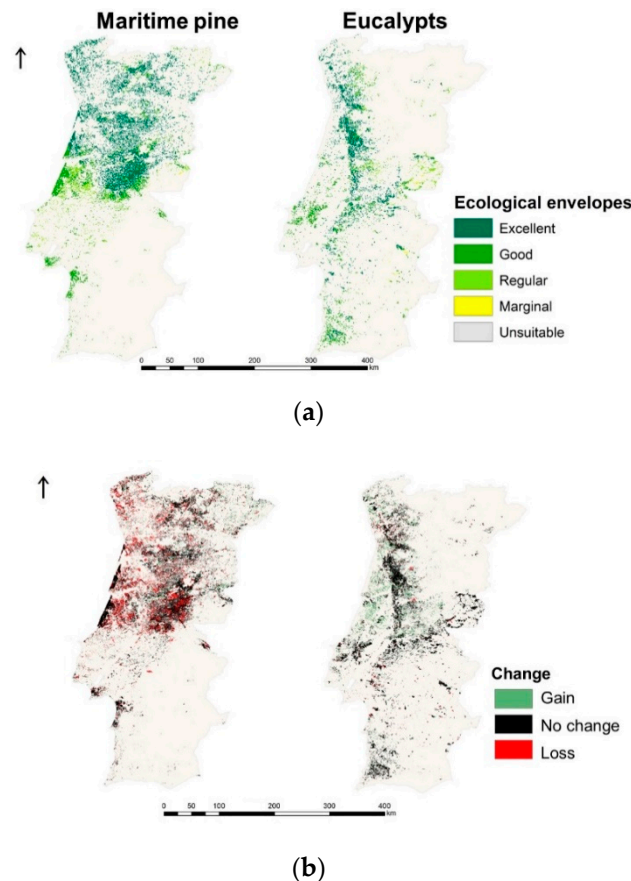 Maritime pine
Eucalypts
↑
Ecological envelopes
Excellent
Good
Regular
Marginal
Unsuitable
0 50 100 200 300 400
km
(a)
↑
Change
Gain
No change
Loss
0 50 100 200 300 400
km
(b)